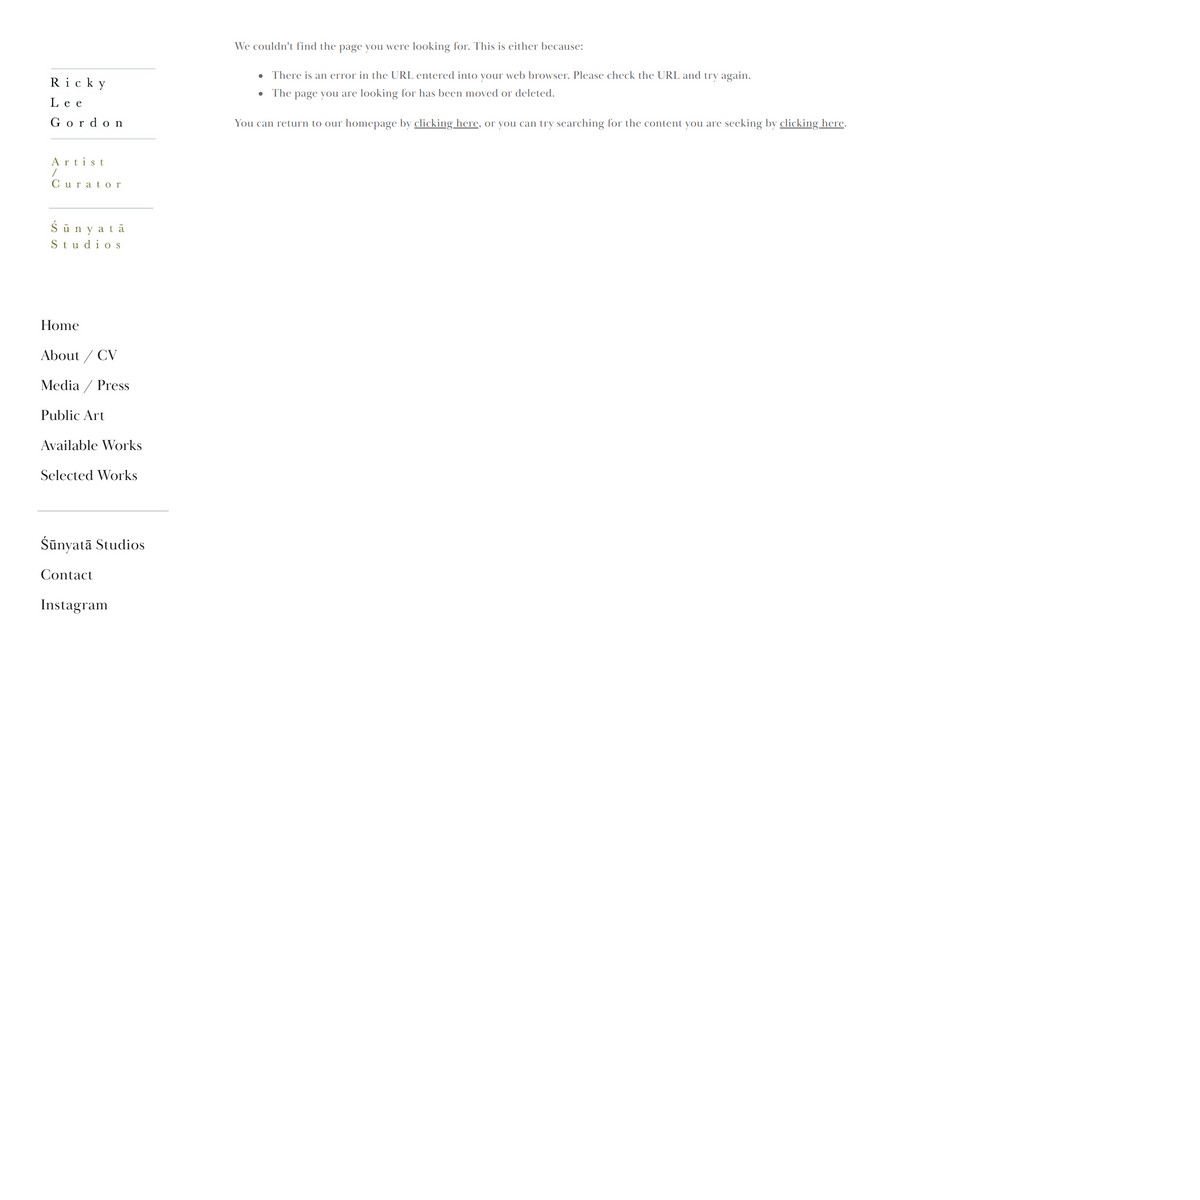 We couldn't find the page you were looking for. This is either because:
There is an error in the URL entered into your web browser. Please check the URL and try again.
The page you are looking for has been moved or deleted.
You can return to our homepage by clicking here, or you can try searching for the content you are seeking by clicking here.
Ricky
Lee
Gordon
Artist
/
Curator
Śūnyatā
Studios
Home
About / CV
Media / Press
Public Art
Available Works
Selected Works
Śūnyatā Studios
Contact
Instagram